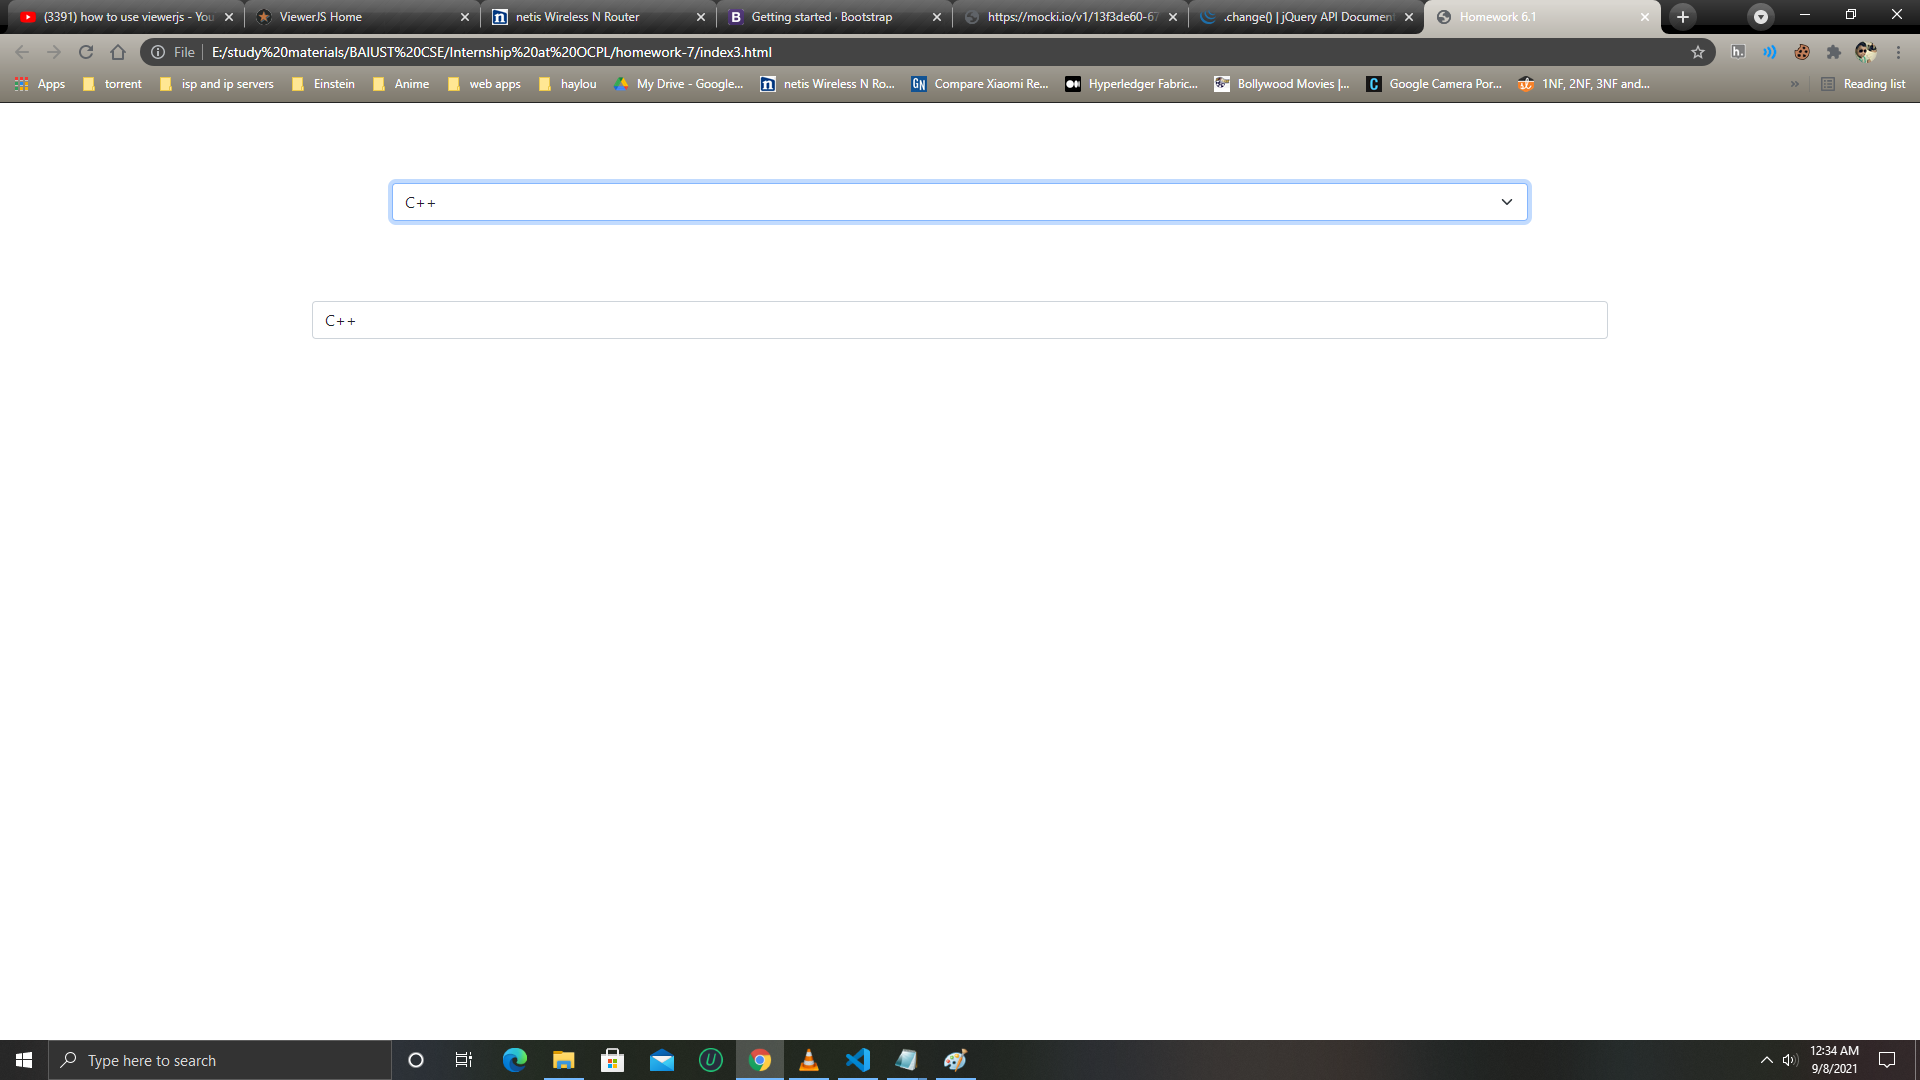 (3391) how to use viewerjs - You
ViewerJS Home
netis Wireless N Router
Getting started · Bootstrap
https://mocki.io/v1/13f3de60-67
.change() | jQuery API Document
Homework 6.1
File
E:/study%20materials/BAIUST%20CSE/Internship%20at%20OCPL/homework-7/index3.html
Apps
torrent
isp and ip servers
Einstein
Anime
web apps
haylou
My Drive - Google...
netis Wireless N Ro...
Compare Xiaomi Re...
Hyperledger Fabric...
Bollywood Movies |...
Google Camera Por...
1NF, 2NF, 3NF and...
»
Reading list
C++
C++
Type here to search
12:34 AM
9/8/2021